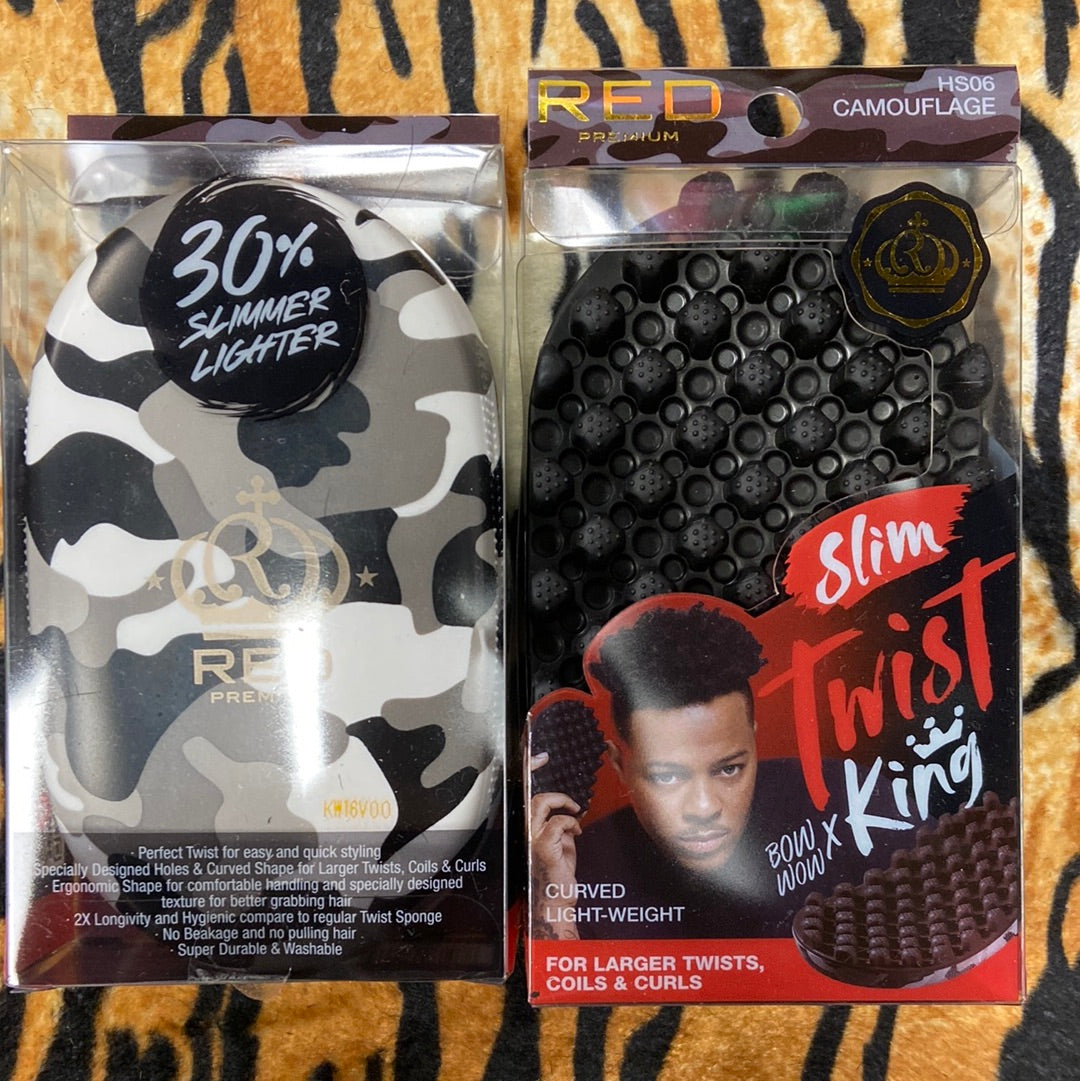 30%
SLIMMER
LIGHTER
R
RED
PREM
KW16V00
· Perfect Twist for easy and quick styling
Specially Designed Holes & Curved Shape for Larger Twists, Coils & Curls
· Ergonomic Shape for comfortable handling and specially designed
texture for better grabbing hair
· 2X Longivity and Hygienic compare to regular Twist Sponge
· No Beakage and no pulling hair
· Super Durable & Washable
RED
PREMIUM
HS06
CAMOUFLAGE
R
Slim
Twist
King
BOW
WOW X
CURVED
LIGHT-WEIGHT
FOR LARGER TWISTS,
COILS & CURLS